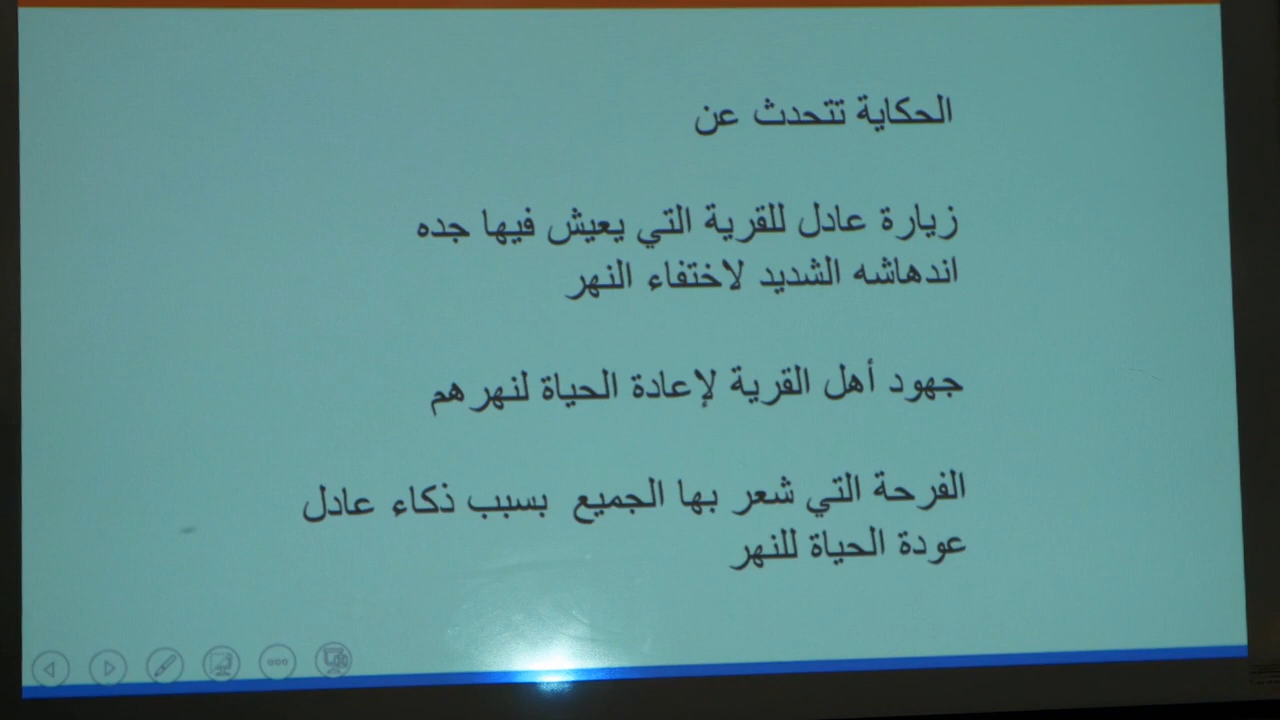 الحكاية تتحدث عن
زيارة عادل للقرية التي يعيش فيها جده
اندهاشه الشديد لاختفاء النهر
جهود أهل القرية لإعادة الحياة لنهرهم
الفرحة التي شعر بها الجميع بسبب ذكاء عادل
عودة الحياة للنهر